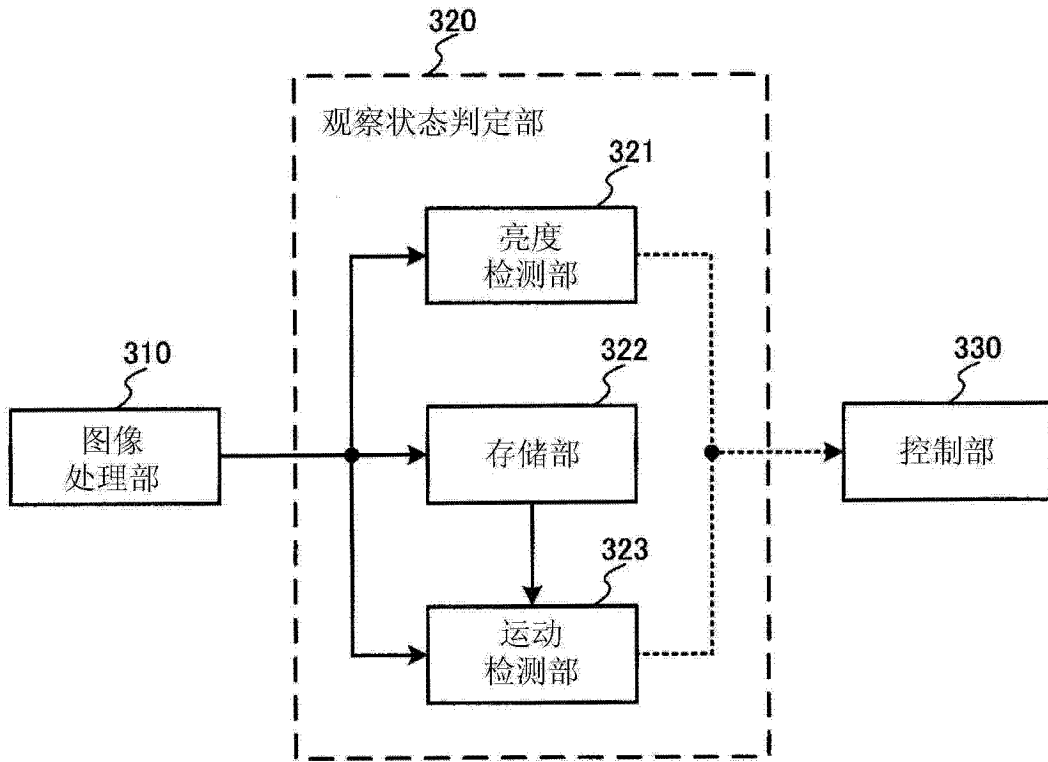 320
观察状态判定部
321
亮度
检测部
310
图像
处理部
322
存储部
330
控制部
323
运动
检测部